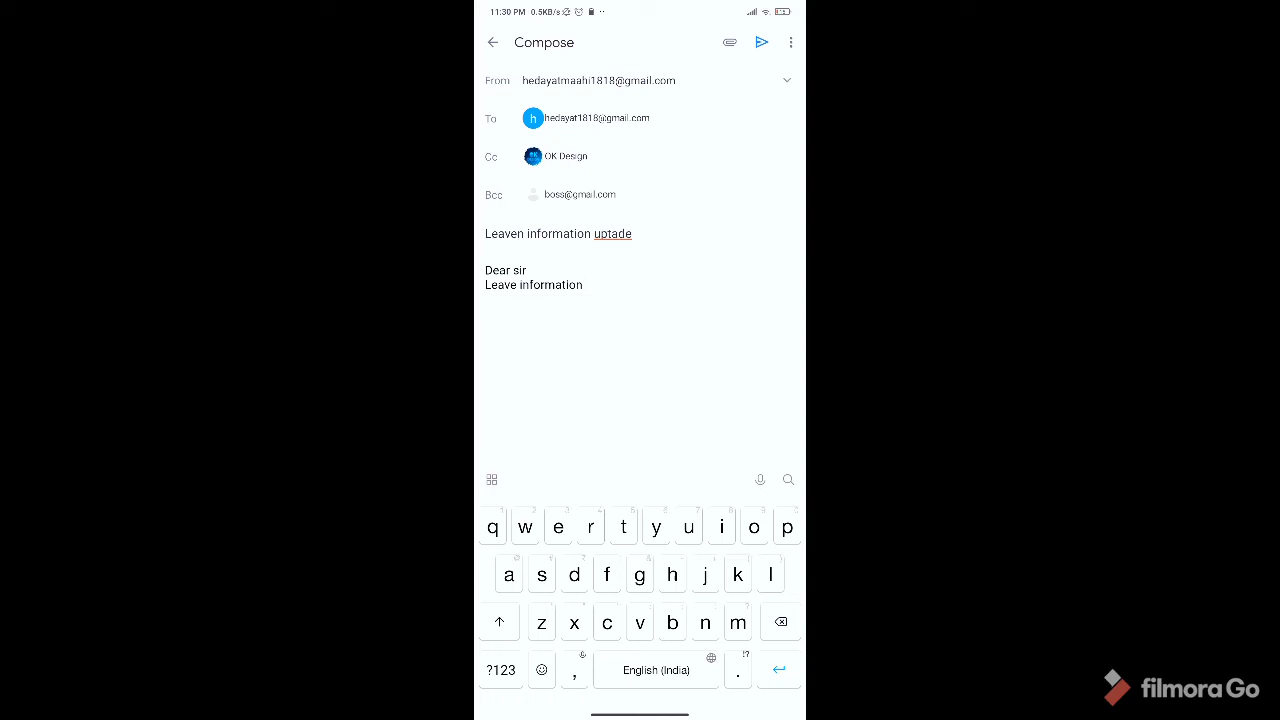 11:30 PM 0.5KB/s
Compose
From hedayatmaahi1818@gmail.com
To h hedayat1818@gmail.com
Cc OK Design
Bcc boss@gmail.com
Leaven information uptade
Dear sir
Leave information
q w e r t y u i o p
a s d f g h j k l
z x c v b n m
?123 , English (India) . !?
filmora Go